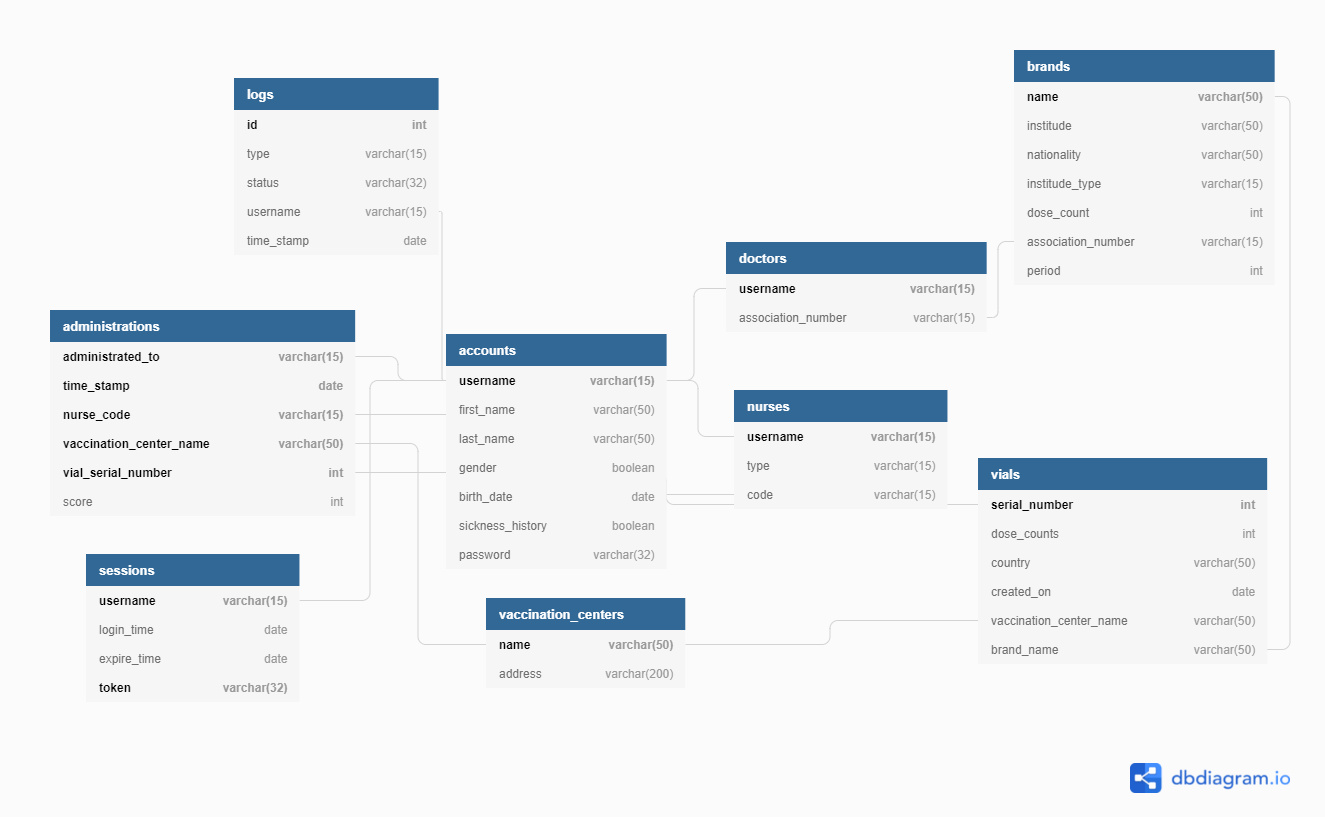 logs
id int
type varchar(15)
status varchar(32)
username varchar(15)
time_stamp date
brands
name varchar(50)
institude varchar(50)
nationality varchar(50)
institude_type varchar(15)
dose_count int
association_number varchar(15)
period int
doctors
username varchar(15)
association_number varchar(15)
administrations
administrated_to varchar(15)
time_stamp date
nurse_code varchar(15)
vaccination_center_name varchar(50)
vial_serial_number int
score int
accounts
username varchar(15)
first_name varchar(50)
last_name varchar(50)
gender boolean
birth_date date
sickness_history boolean
password varchar(32)
nurses
username varchar(15)
type varchar(15)
code varchar(15)
vials
serial_number int
dose_counts int
country varchar(50)
created_on date
vaccination_center_name varchar(50)
brand_name varchar(50)
sessions
username varchar(15)
login_time date
expire_time date
token varchar(32)
vaccination_centers
name varchar(50)
address varchar(200)
dbdiagram.io